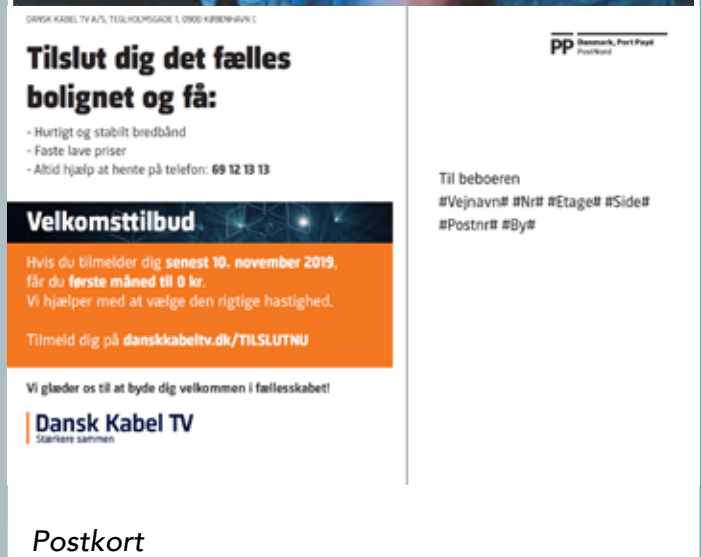 DANSK KABEL TV A/S, TEGLHOLMSGADE 1, 0900 KØBENHAVN C
Tilslut dig det fælles
bolignet og få:
- Hurtigt og stabilt bredbånd
- Faste lave priser
- Altid hjælp at hente på telefon: 69 12 13 13
Velkomsttilbud
Hvis du tilmelder dig senest 10. november 2019,
får du første måned til 0 kr.
Vi hjælper med at vælge den rigtige hastighed.
Tilmeld dig på danskkabeltv.dk/TILSLUTNU
Vi glæder os til at byde dig velkommen i fællesskabet!
Dansk Kabel TV
Stærkere sammen
PP Danmark, Port Payé
PostNord
Til beboeren
#Vejnavn# #Nr# #Etage# #Side#
#Postnr# #By#
Postkort